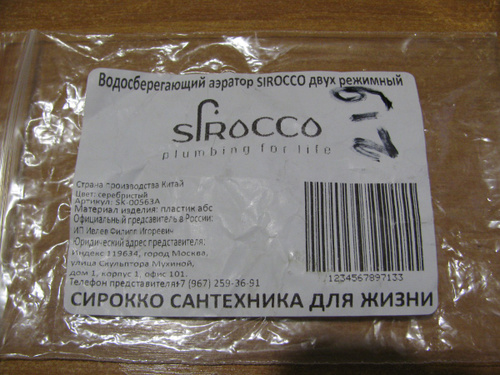 Водосберегающий аэратор SIROCCO двух режимный
SIROCCO
plumbing for life
Страна производства Китай
Цвет: серебристый
Артикул: SK-00563A
Материал изделия: пластик абс
Официальный представитель в России:
ИП Ивлев Филипп Игоревич
Юридический адрес представителя:
Индекс 119634, город Москва,
улица Скульптора Мухиной,
дом 1, корпус 1, офис 101.
Телефон представителя+7 (967) 259-36-91
1234567897133
СИРОККО САНТЕХНИКА ДЛЯ ЖИЗНИ